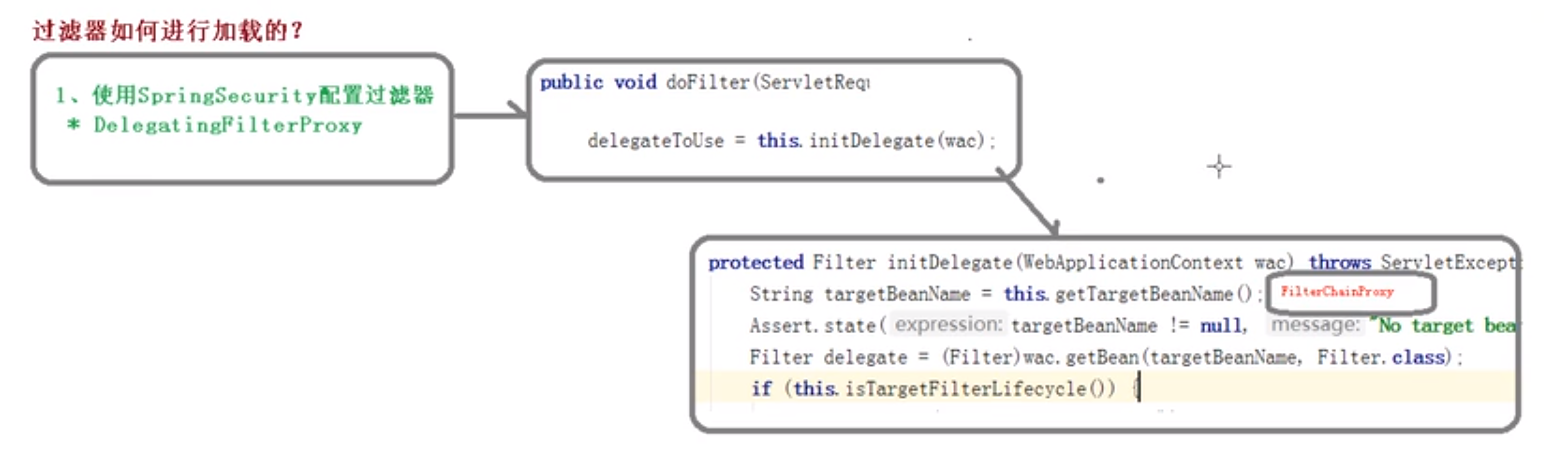 过滤器如何进行加载的?
1、使用SpringSecurity配置过滤器
* DelegatingFilterProxy
public void doFilter(ServletReq
delegateToUse = this.initDelegate(wac);
protected Filter initDelegate(WebApplicationContext wac) throws ServletExcept
String targetBeanName = this.getTargetBeanName(); FilterChainProxy
Assert.state( expression: targetBeanName != null, message: "No target bea
Filter delegate = (Filter)wac.getBean(targetBeanName, Filter.class);
if (this.isTargetFilterLifecycle()) {